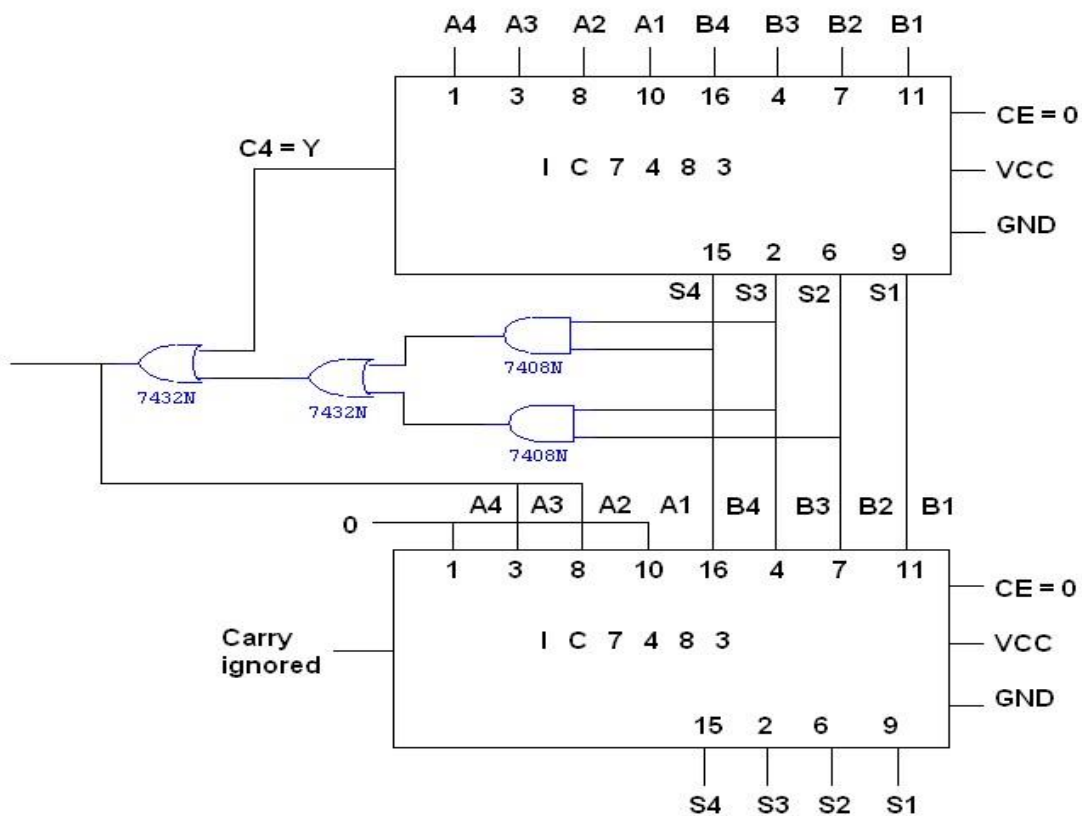 A4 A3 A2 A1 B4 B3 B2 B1
1 3 8 10 16 4 7 11
CE = 0
C4 = Y
I C 7 4 8 3
VCC
GND
15 2 6 9
S4 S3 S2 S1
7408N
7432N
7432N
7408N
A4 A3 A2 A1 B4 B3 B2 B1
0
1 3 8 10 16 4 7 11
CE = 0
Carry
ignored
I C 7 4 8 3
VCC
GND
15 2 6 9
S4 S3 S2 S1